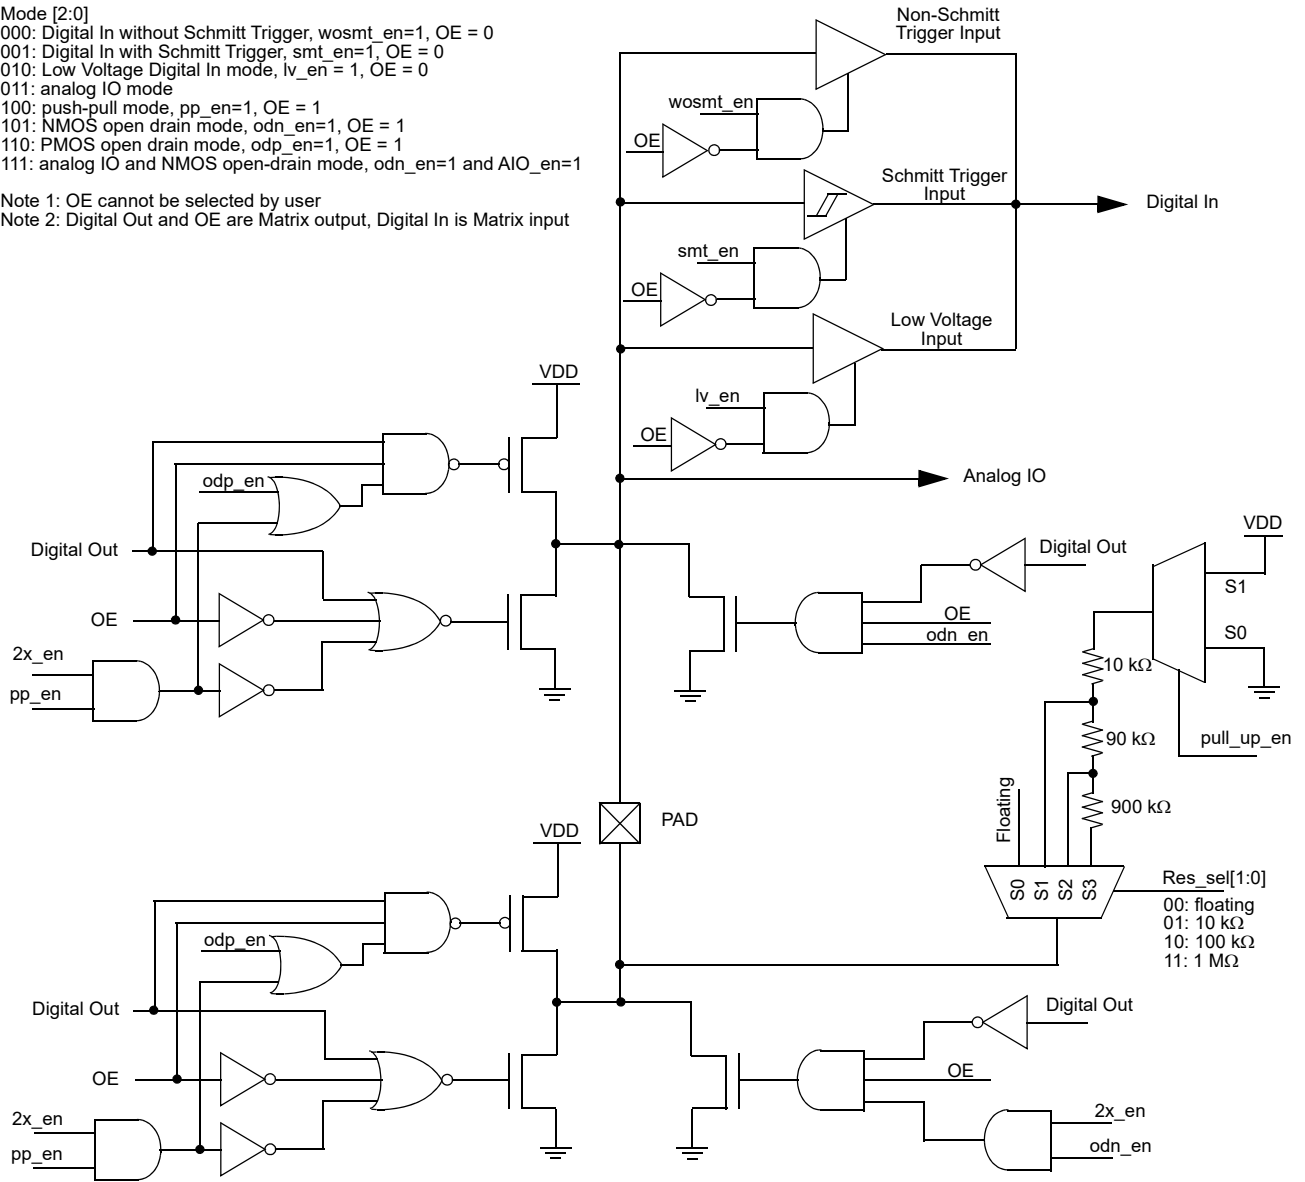 Mode [2:0]
000: Digital In without Schmitt Trigger, wosmt_en=1, OE = 0
001: Digital In with Schmitt Trigger, smt_en=1, OE = 0
010: Low Voltage Digital In mode, lv_en = 1, OE = 0
011: analog IO mode
100: push-pull mode, pp_en=1, OE = 1
101: NMOS open drain mode, odn_en=1, OE = 1
110: PMOS open drain mode, odp_en=1, OE = 1
111: analog IO and NMOS open-drain mode, odn_en=1 and AIO_en=1
Note 1: OE cannot be selected by user
Note 2: Digital Out and OE are Matrix output, Digital In is Matrix input
Non-Schmitt
Trigger Input
wosmt_en
OE
Schmitt Trigger
Input
Digital In
smt_en
OE
Low Voltage
Input
lv_en
OE
Analog IO
VDD
odp_en
Digital Out
OE
2x_en
pp_en
Digital Out
OE
odn_en
VDD
S1
S0
pull_up_en
10 kΩ
90 kΩ
900 kΩ
Floating
S0
S1
S2
S3
Res_sel[1:0]
00: floating
01: 10 kΩ
10: 100 kΩ
11: 1 MΩ
PAD
VDD
odp_en
Digital Out
OE
2x_en
pp_en
Digital Out
OE
2x_en
odn_en